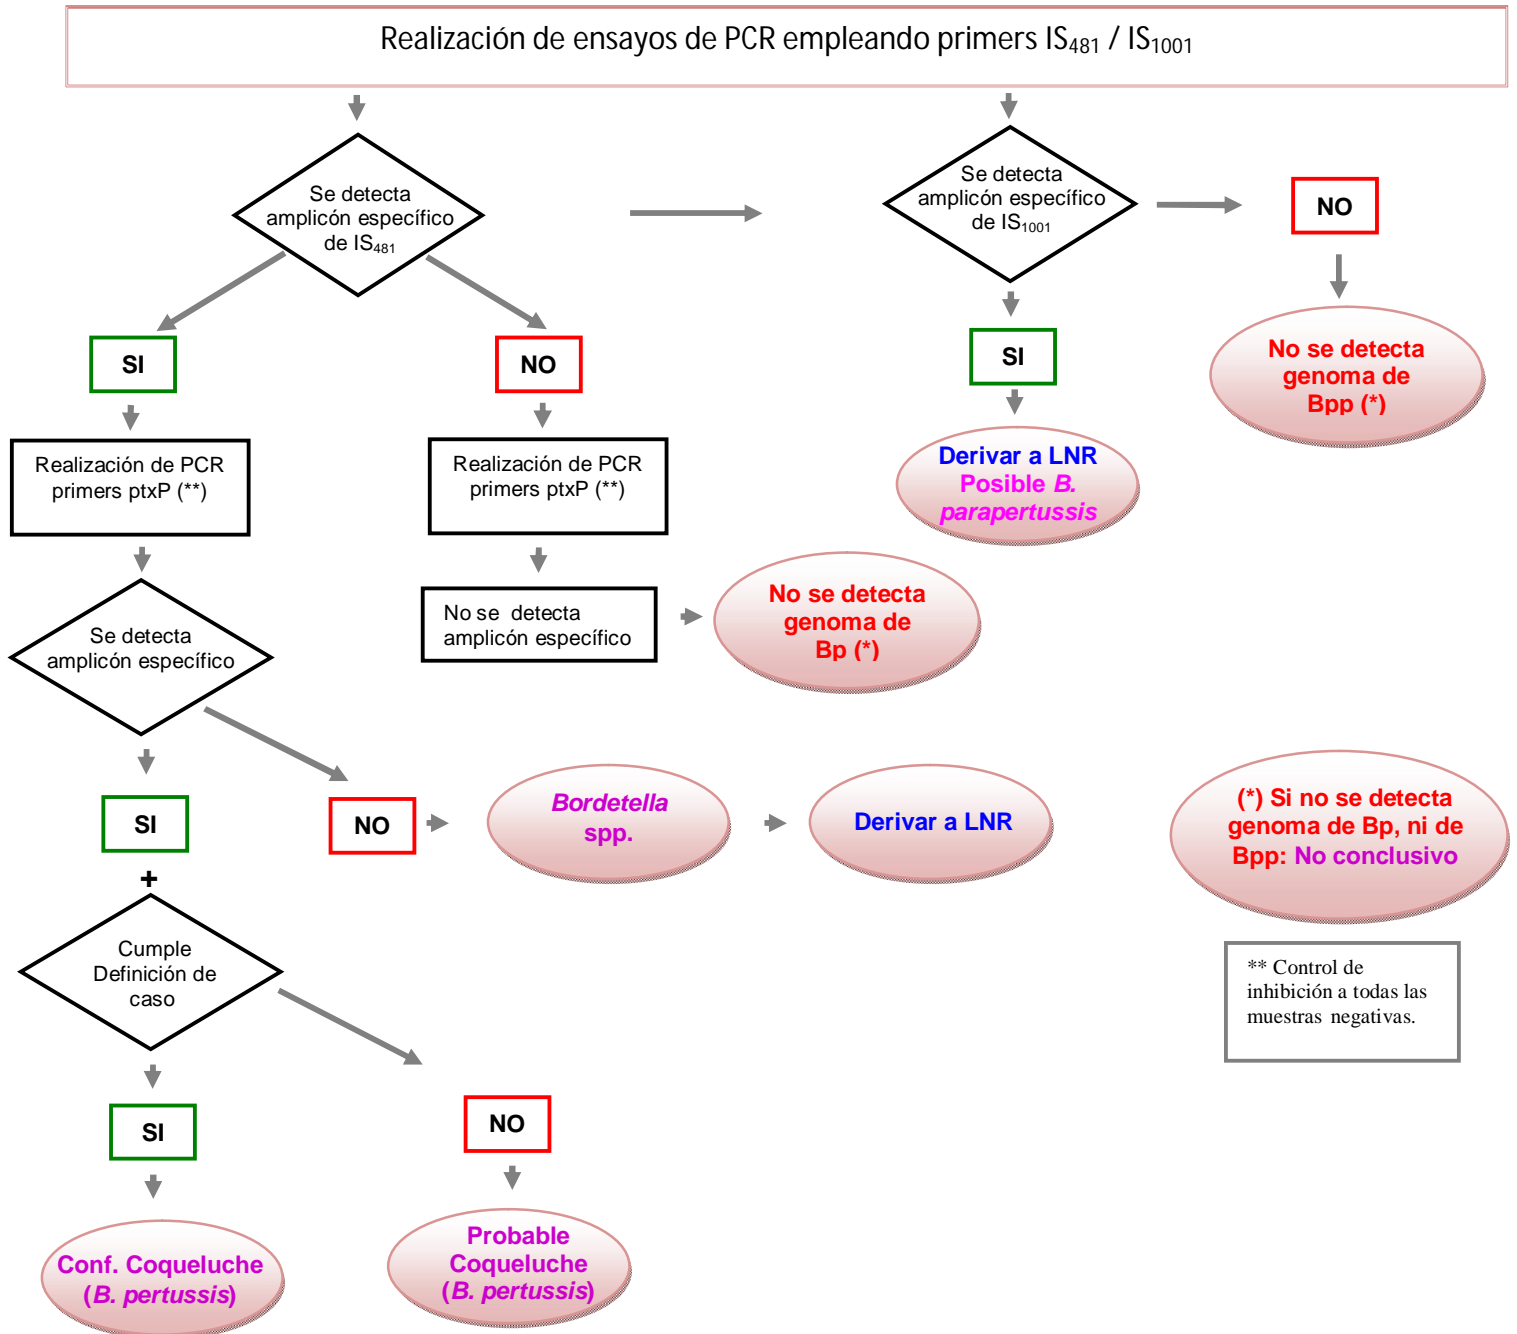 Realización de ensayos de PCR empleando primers IS481 / IS1001
Se detecta
amplicón específico
de IS481
Se detecta
amplicón específico
de IS1001
NO
SI
NO
SI
No se detecta
genoma de
Bpp (*)
Realización de PCR
primers ptxP (**)
Realización de PCR
primers ptxP (**)
Derivar a LNR
Posible B.
parapertussis
No se detecta
amplicón específico
No se detecta
genoma de
Bp (*)
Se detecta
amplicón específico
SI
NO
Bordetella
spp.
Derivar a LNR
(*) Si no se detecta
genoma de Bp, ni de
Bpp: No conclusivo
+
Cumple
Definición de
caso
** Control de
inhibición a todas las
muestras negativas.
SI
NO
Conf. Coqueluche
(B. pertussis)
Probable
Coqueluche
(B. pertussis)